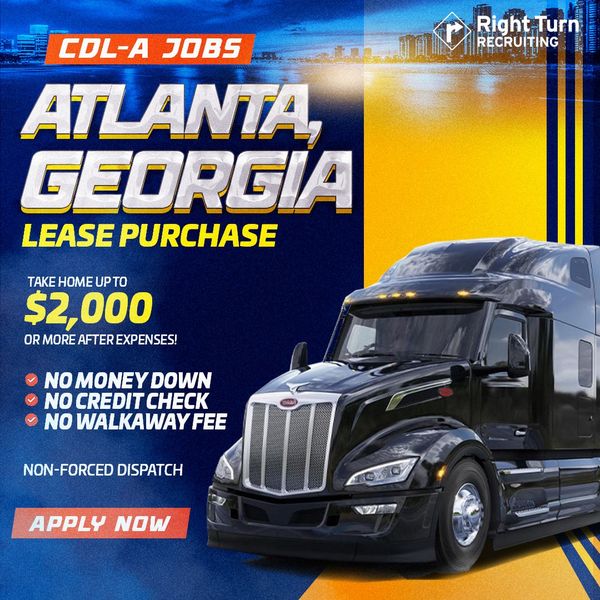 CDL-A JOBS
Right Turn
RECRUITING
ATLANTA,
GEORGIA
LEASE PURCHASE
TAKE HOME UP TO
$2,000
OR MORE AFTER EXPENSES!
NO MONEY DOWN
NO CREDIT CHECK
NO WALKAWAY FEE
NON-FORCED DISPATCH
APPLY NOW